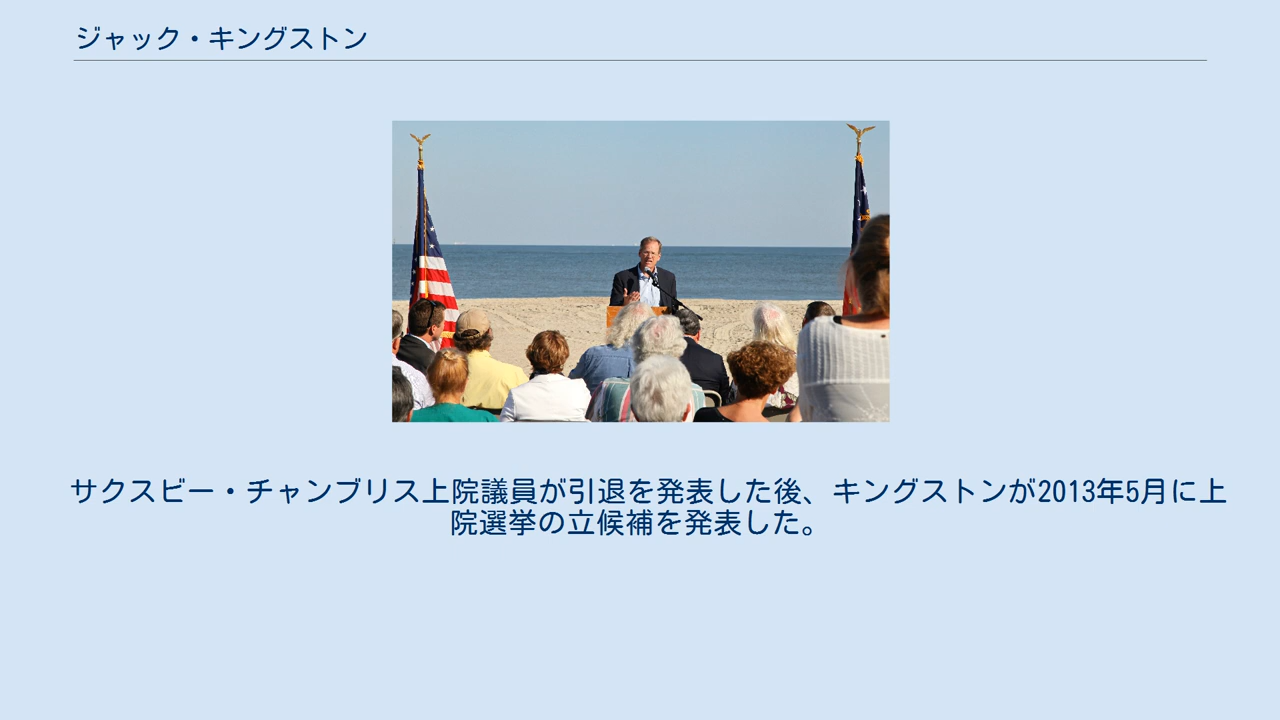 ジャック・キングストン
サクスビー・チャンブリス上院議員が引退を発表した後、キングストンが2013年5月に上
院選挙の立候補を発表した。